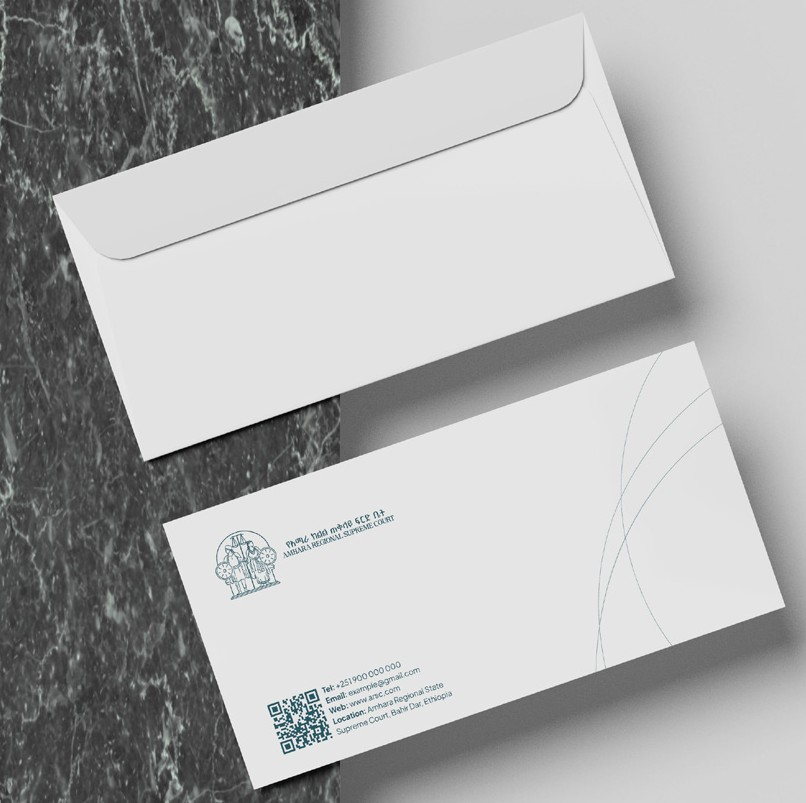 የአማራ ክልል ጠቅላይ ፍርድ ቤት
AMHARA REGIONAL SUPREME COURT
Tel: +251 900 000 000
Email: example@gmail.com
Web: www.arsc.com
Location: Amhara Regional State
Supreme Court, Bahir Dar, Ethiopia